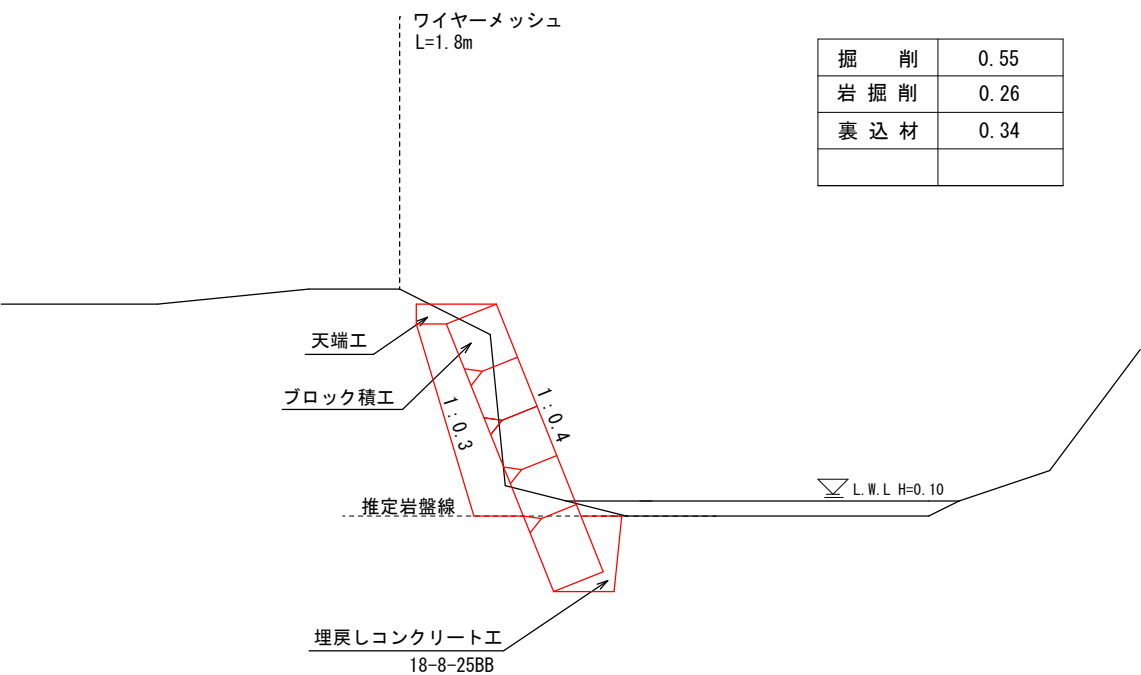 ワイヤーメッシュ
L=1.8m
掘 削 0.55
岩掘削 0.26
裏込材 0.34
天端工
ブロック積工
1:0.3
1:0.4
L.W.L H=0.10
推定岩盤線
埋戻しコンクリート工
18-8-25BB